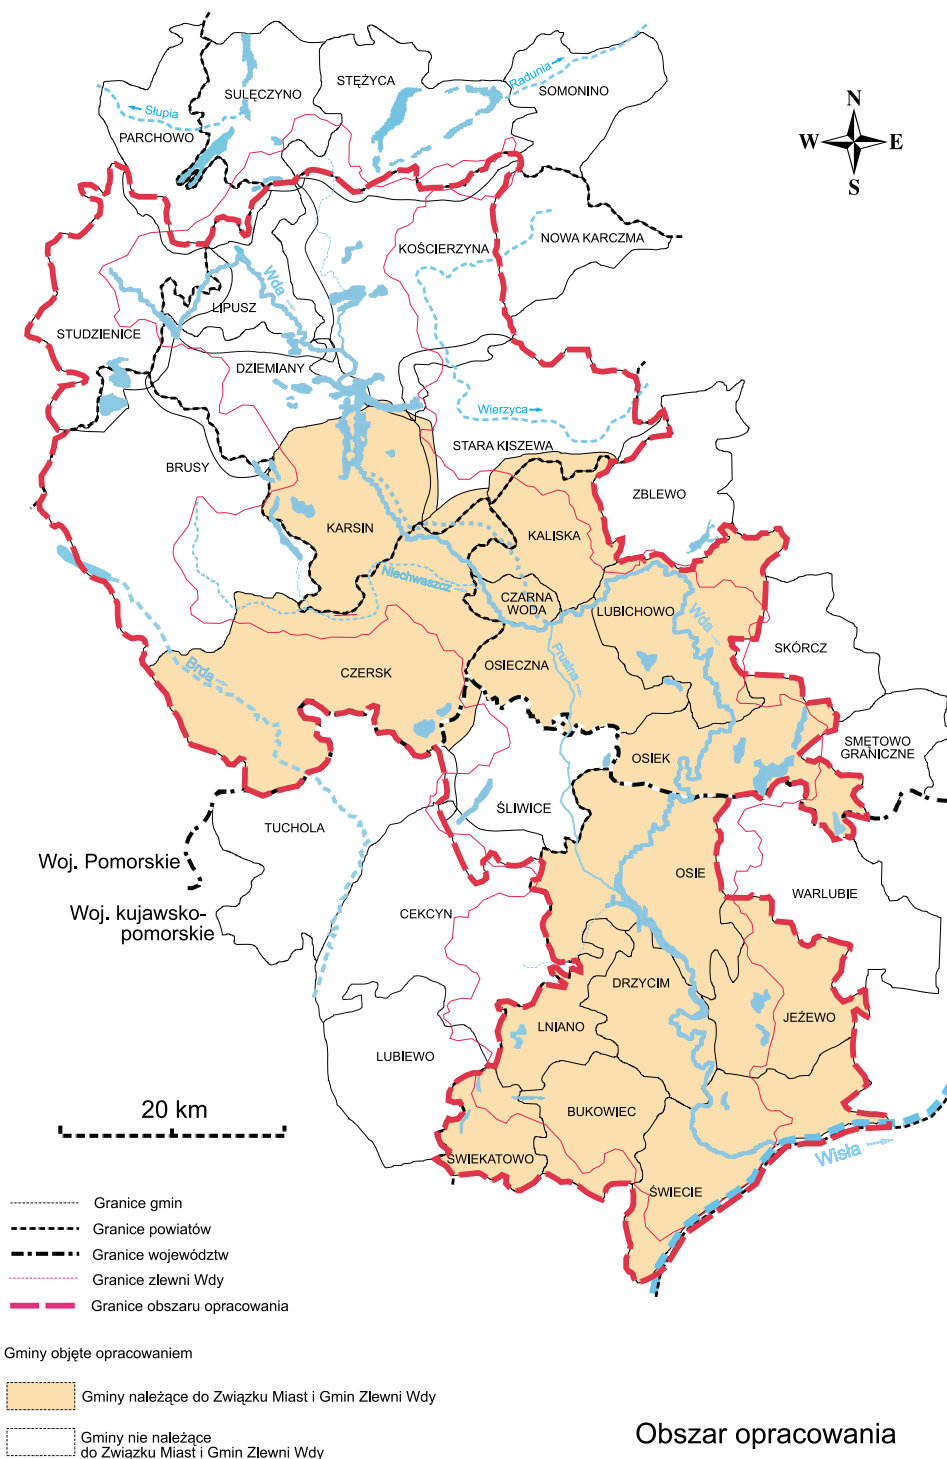 STĘŻYCA
Radunia
SOMONINO
SULĘCZYNO
Słupia
PARCHOWO
N
W
E
S
KOŚCIERZYNA
NOWA KARCZMA
Wda
LIPUSZ
STUDZIENICE
DZIEMIANY
Wierzyca
STARA KISZEWA
BRUSY
ZBLEWO
KARSIN
KALISKA
Niechwaszcz
CZARNA
WODA
LUBICHOWO
Wda
SKÓRCZ
Brda
CZERSK
OSIECZNA
Prusina
OSIEK
SMĘTOWO
GRANICZNE
ŚLIWICE
TUCHOLA
Woj. Pomorskie
OSIE
WARLUBIE
Woj. kujawsko-
pomorskie
CEKCYN
DRZYCIM
LNIANO
JEŻEWO
LUBIEWO
20 km
BUKOWIEC
Wisła
ŚWIEKATOWO
ŚWIECIE
Granice gmin
Granice powiatów
Granice województw
Granice zlewni Wdy
Granice obszaru opracowania
Gminy objęte opracowaniem
Gminy należące do Związku Miast i Gmin Zlewni Wdy
Gminy nie należące
do Związku Miast i Gmin Zlewni Wdy
Obszar opracowania